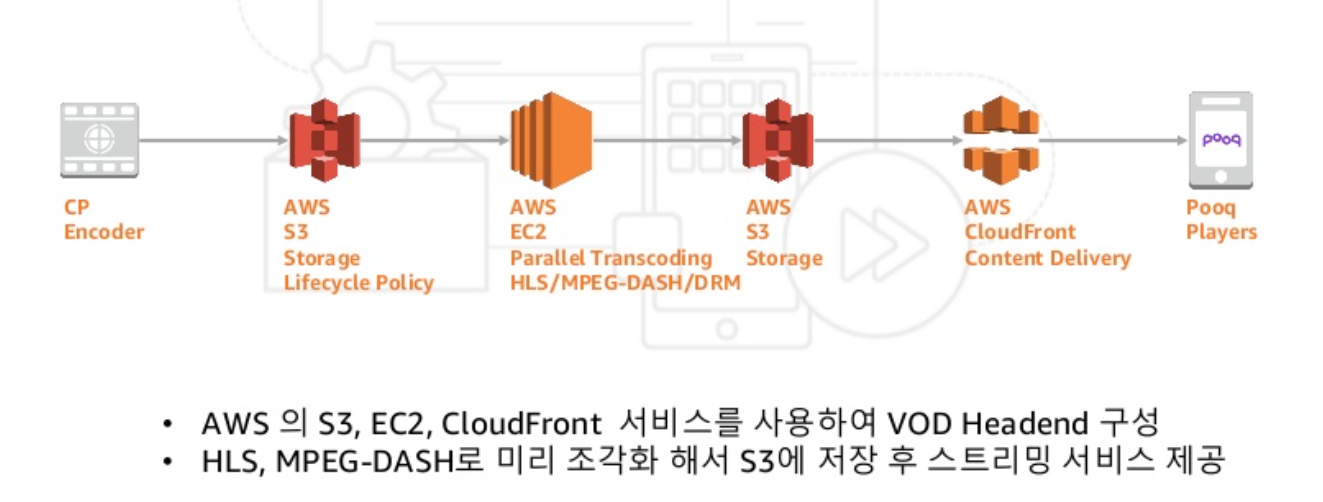 pooq
CP
Encoder
AWS
S3
Storage
Lifecycle Policy
AWS
EC2
Parallel Transcoding
HLS/MPEG-DASH/DRM
AWS
S3
Storage
AWS
CloudFront
Content Delivery
Pooq
Players
• AWS 의 S3, EC2, CloudFront 서비스를 사용하여 VOD Headend 구성
• HLS, MPEG-DASH로 미리 조각화 해서 S3에 저장 후 스트리밍 서비스 제공